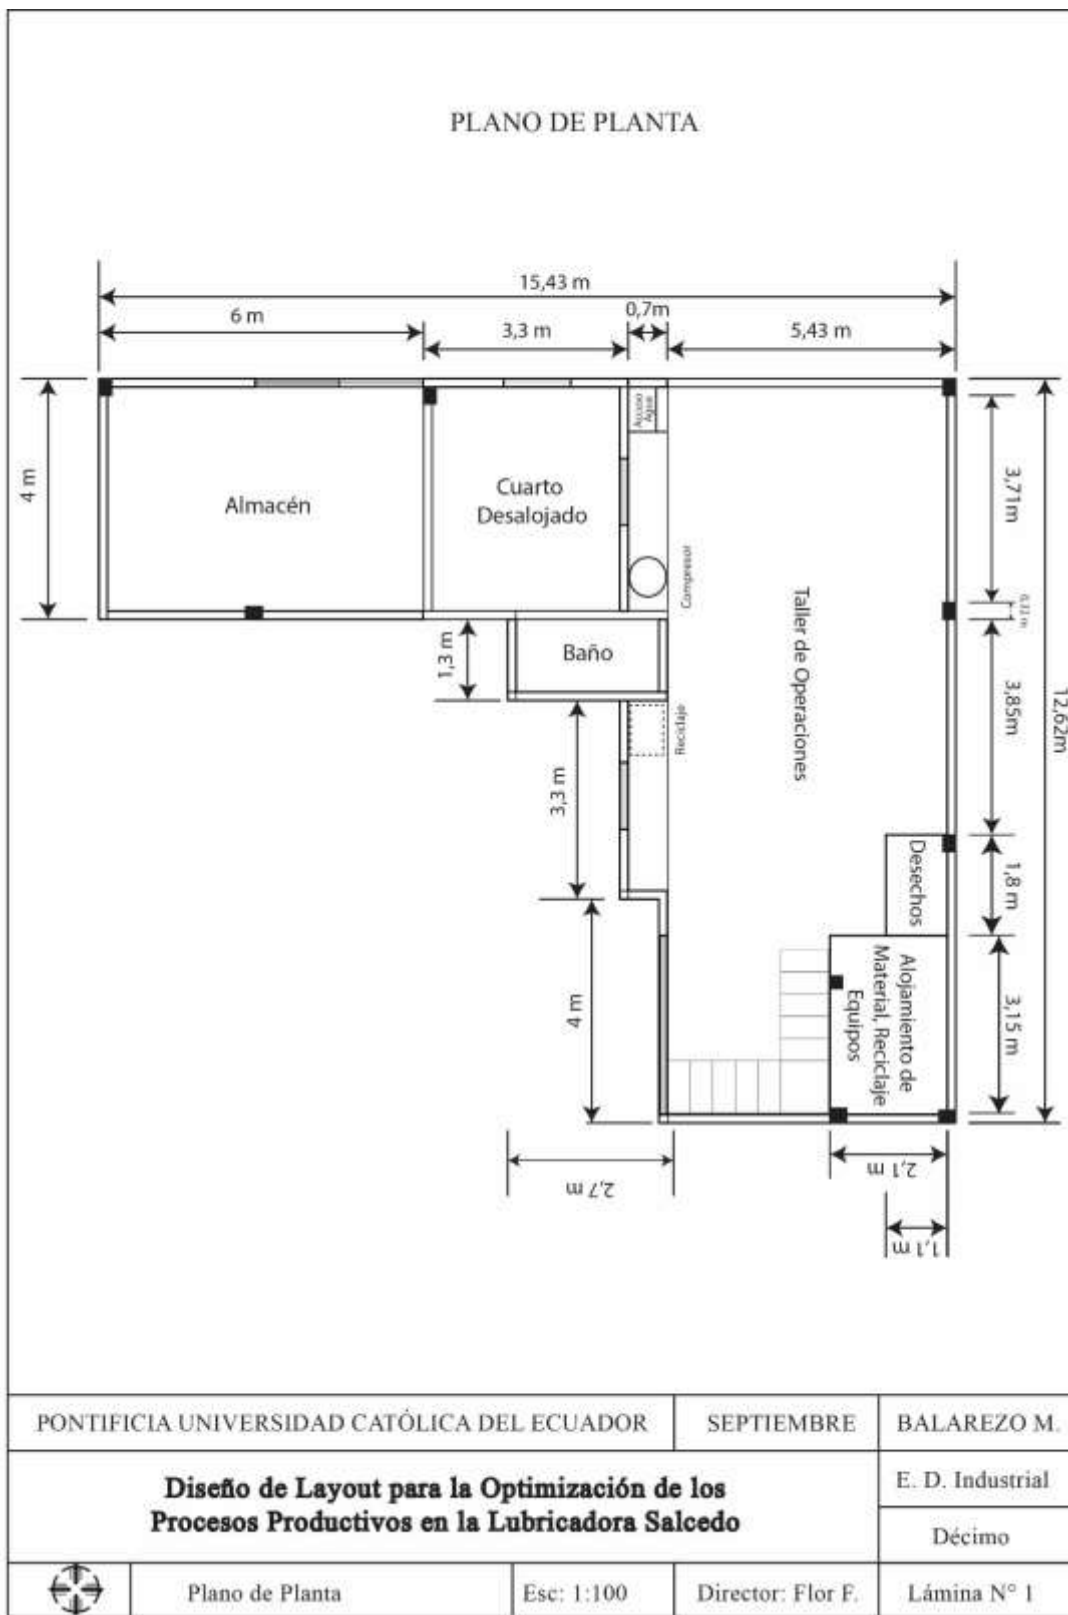 PLANO DE PLANTA
15,43 m
6 m
3,3 m
0,7m
5,43 m
4 m
Almacén
Cuarto
Desalojado
Acceso
Agua
Compresor
Taller de Operaciones
3,71m
3,85m
12,62m
1,3 m
Baño
Reciclaje
3,3 m
Desechos
1,8 m
4 m
Alojamiento de
Material, Reciclaje
Equipos
3,15 m
2,7 m
2,1 m
1,1 m
PONTIFICIA UNIVERSIDAD CATÓLICA DEL ECUADOR
SEPTIEMBRE
BALAREZO M.
Diseño de Layout para la Optimización de los
Procesos Productivos en la Lubricadora Salcedo
E. D. Industrial
Décimo
Plano de Planta
Esc: 1:100
Director: Flor F.
Lámina N° 1